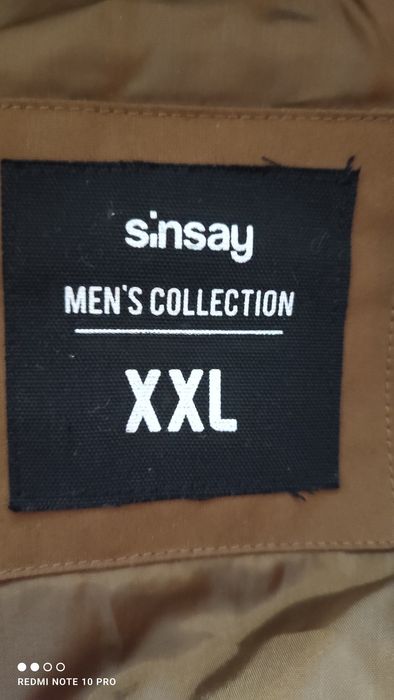 sinsay
MEN'S COLLECTION
XXL
REDMI NOTE 10 PRO